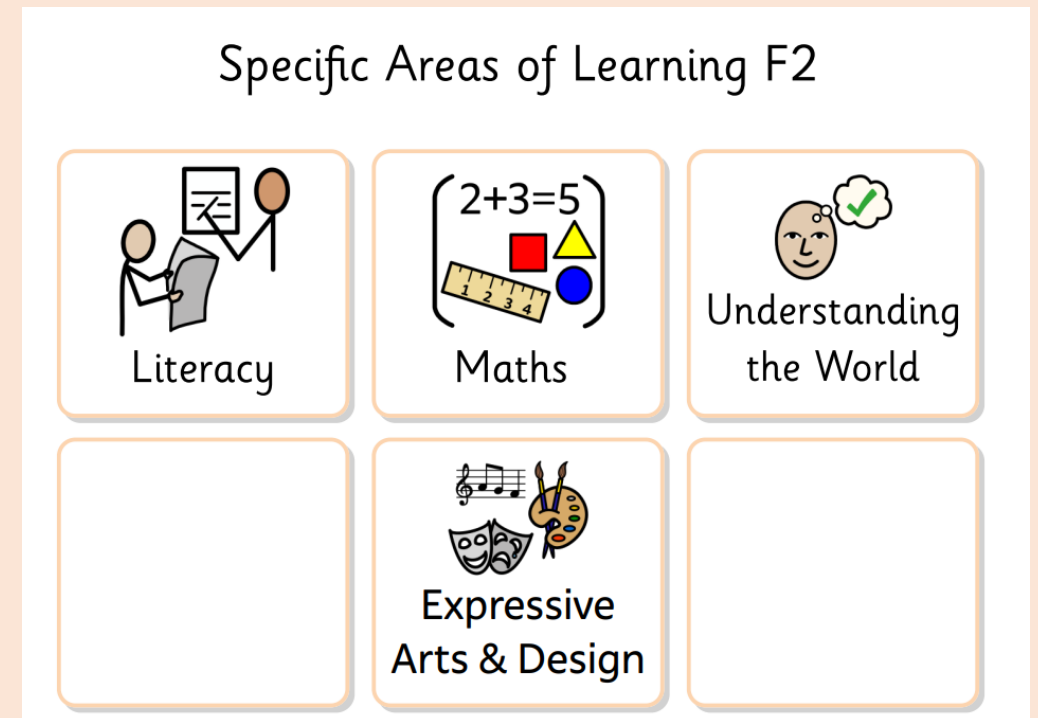 Specific Areas of Learning F2
2+3=5
1 2 3 4
Literacy
Maths
Understanding
the World
Expressive
Arts & Design